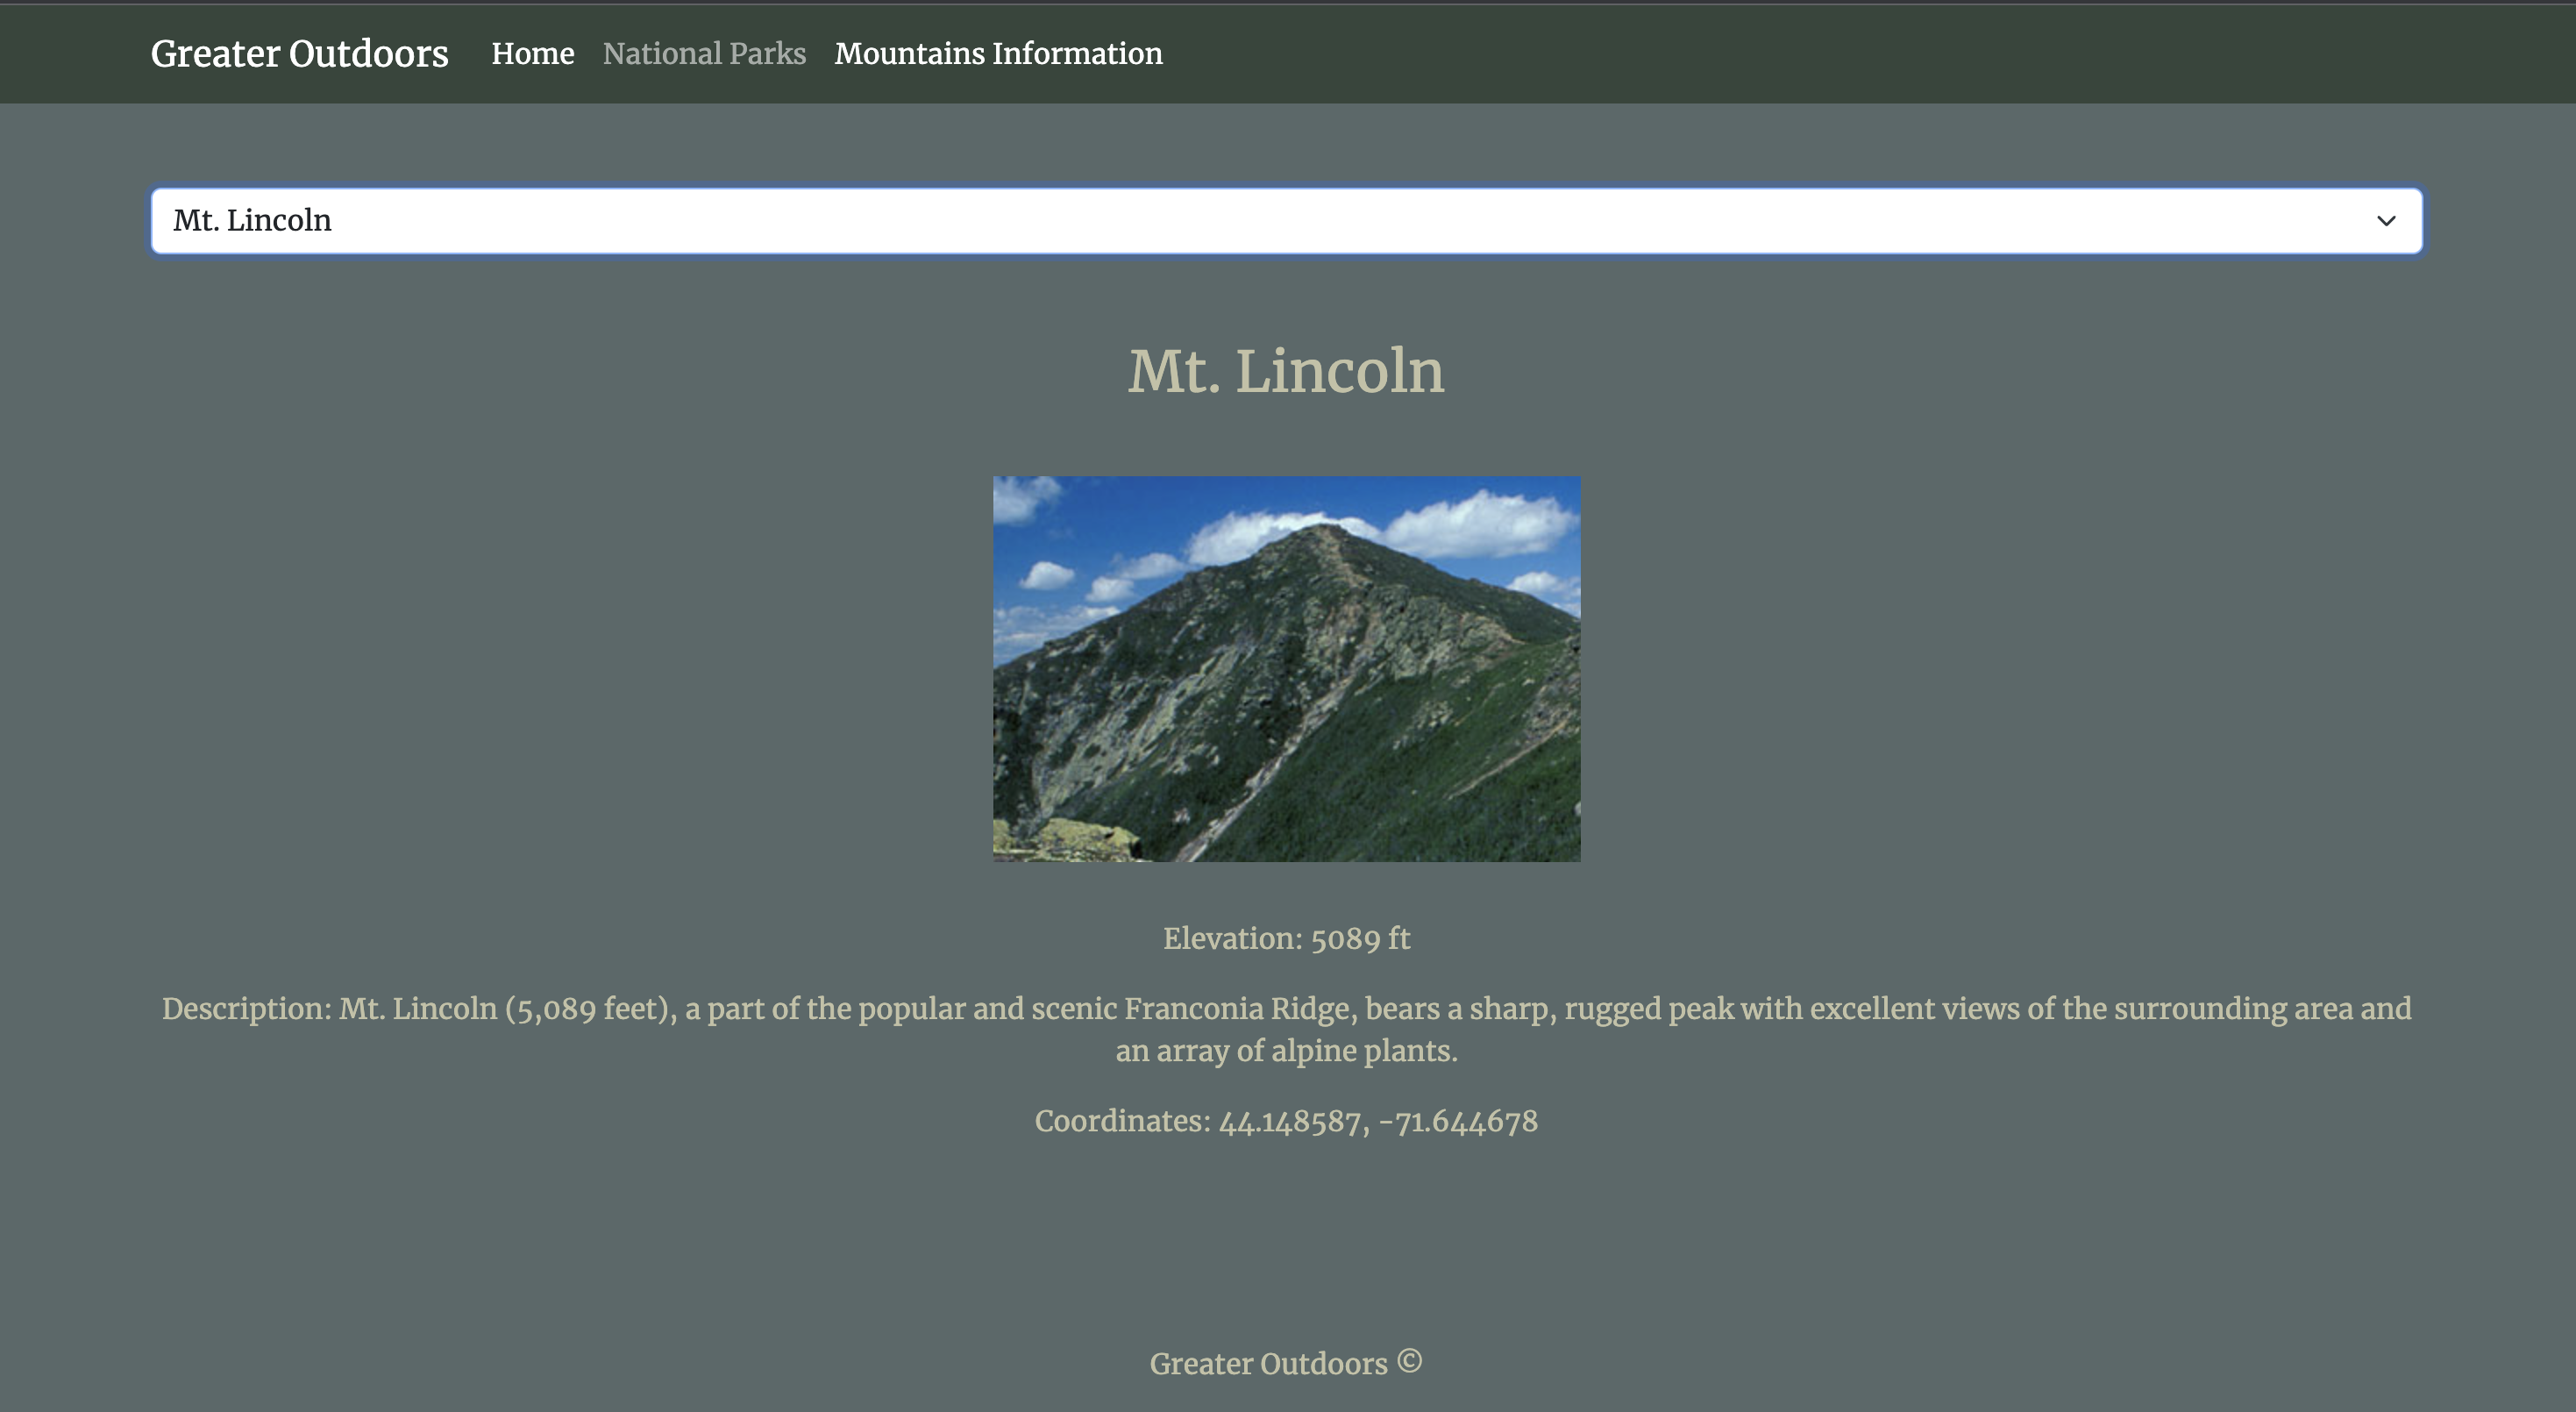 Greater Outdoors Home National Parks Mountains Information
Mt. Lincoln
Mt. Lincoln
Elevation: 5089 ft
Description: Mt. Lincoln (5,089 feet), a part of the popular and scenic Franconia Ridge, bears a sharp, rugged peak with excellent views of the surrounding area and
an array of alpine plants.
Coordinates: 44.148587, -71.644678
Greater Outdoors ©